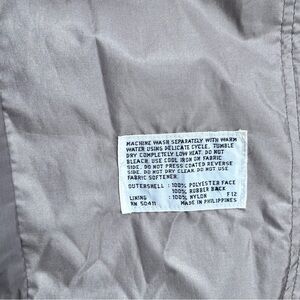 MACHINE WASH SEPARATELY WITH WARM
WATER USING DELICATE CYCLE. TUMBLE
DRY COMPLETELY LOW HEAT. DO NOT
BLEACH. USE COOL IRON ON FABRIC
SIDE. DO NOT PRESS COATED REVERSE
SIDE. DO NOT DRY CLEAN. DO NOT USE
FABRIC SOFTENER.
OUTERSHELL : 100% POLYESTER FACE
100% RUBBER BACK
LINING : 100% NYLON F12
RN 50411 MADE IN PHILIPPINES